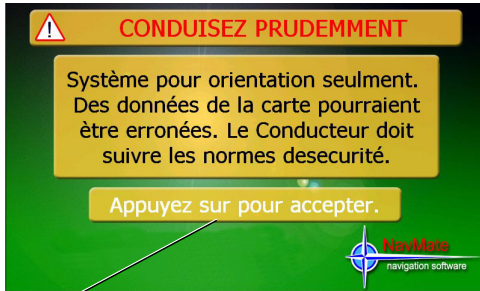 CONDUISEZ PRUDEMMENT
Système pour orientation seulment.
Des données de la carte pourraient
ètre erronées. Le Conducteur doit
suivre les normes desecurité.
Appuyez sur pour accepter.
NavMate
navigation software